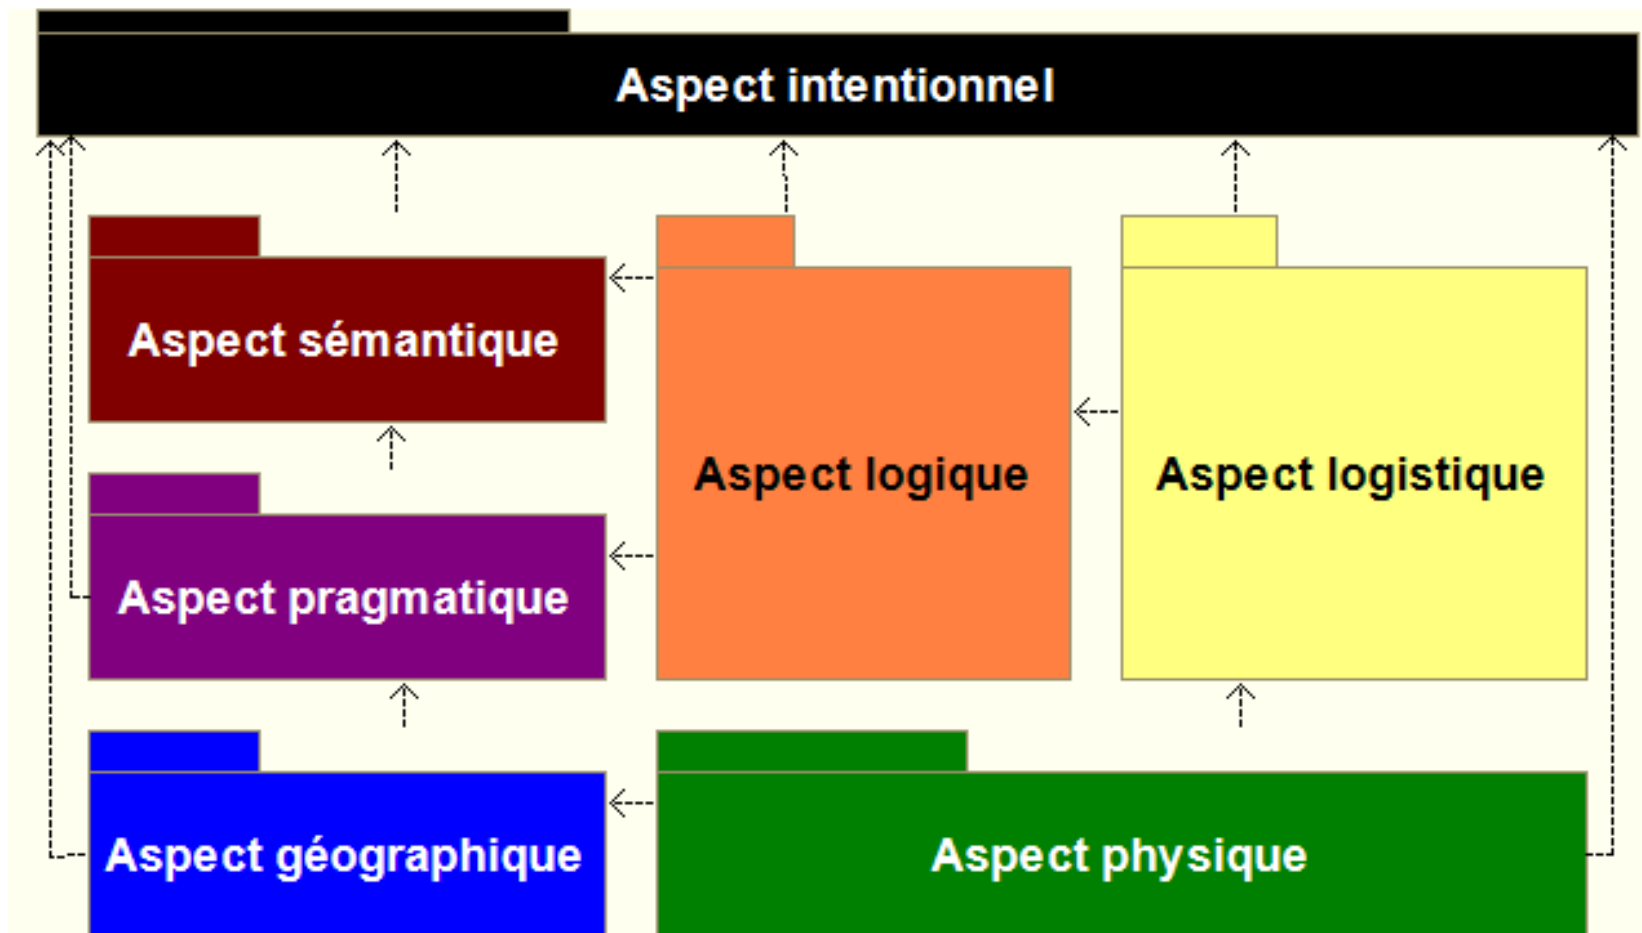 Aspect intentionnel
Aspect sémantique
Aspect logique
Aspect logistique
Aspect pragmatique
Aspect géographique
Aspect physique